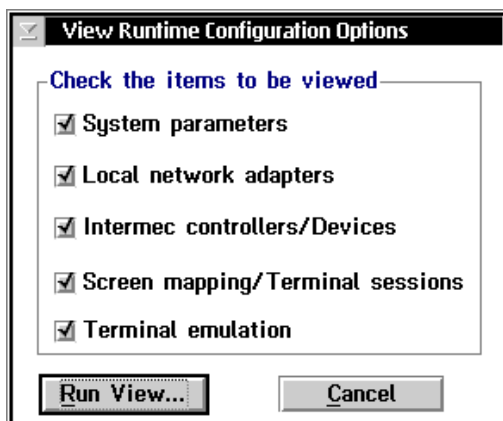 View Runtime Configuration Options
Check the items to be viewed
System parameters
Local network adapters
Intermec controllers/Devices
Screen mapping/Terminal sessions
Terminal emulation
Run View... Cancel